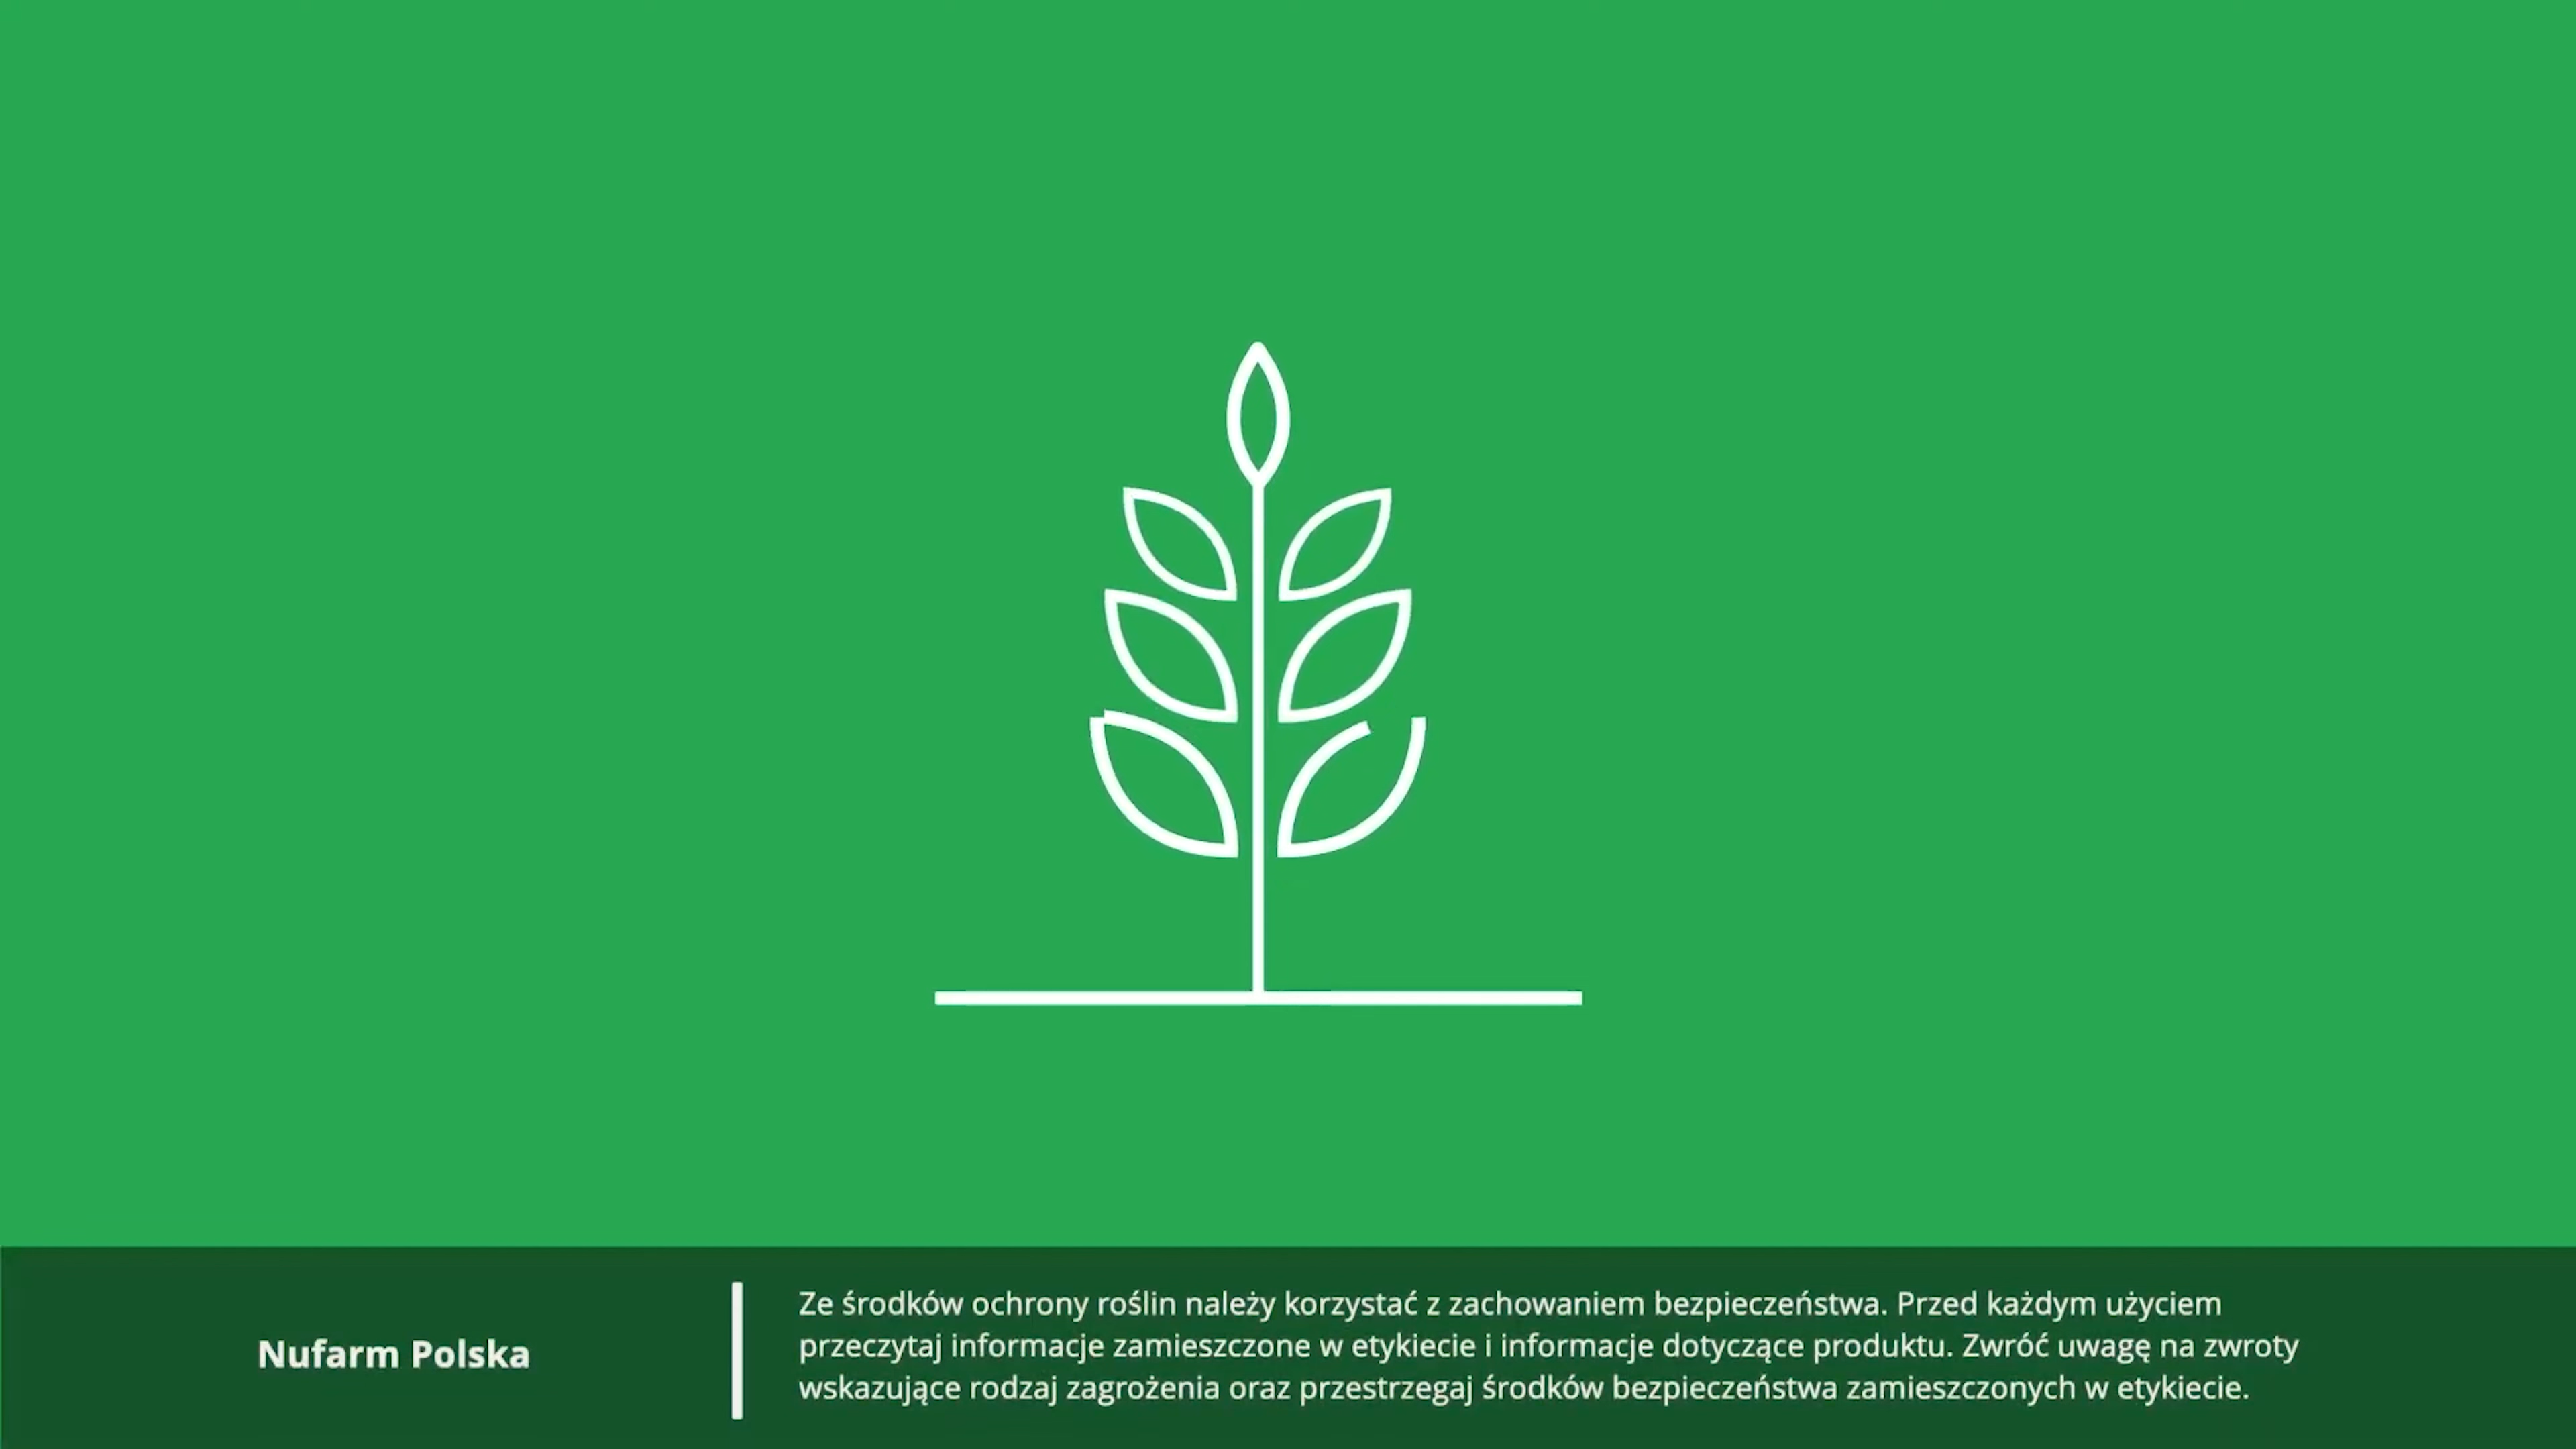 Nufarm Polska
Ze środków ochrony roślin należy korzystać z zachowaniem bezpieczeństwa. Przed każdym użyciem
przeczytaj informacje zamieszczone w etykiecie i informacje dotyczące produktu. Zwróć uwagę na zwroty
wskazujące rodzaj zagrożenia oraz przestrzegaj środków bezpieczeństwa zamieszczonych w etykiecie.